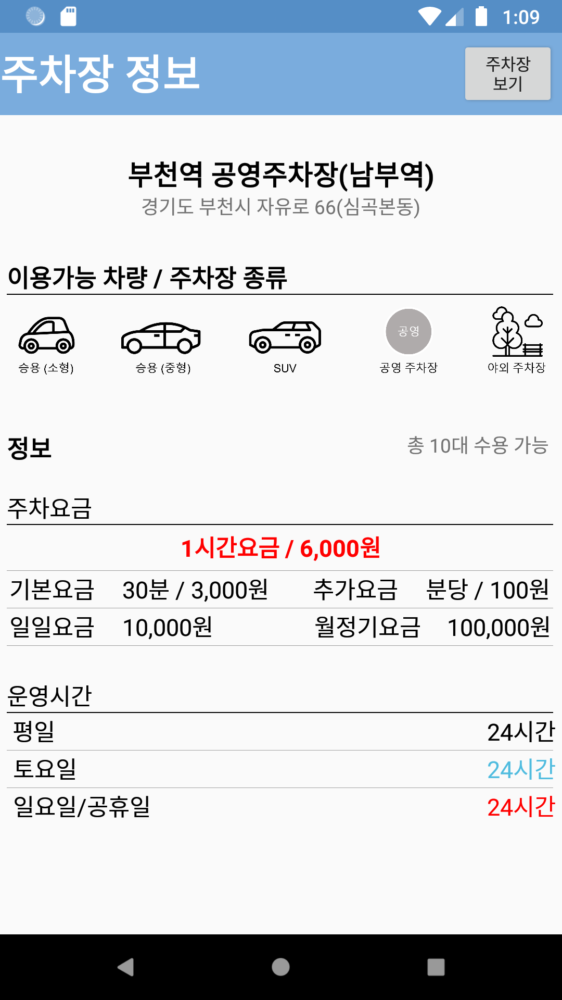 1:09
주차장 정보
주차장
보기
부천역 공영주차장(남부역)
경기도 부천시 자유로 66(심곡본동)
이용가능 차량 / 주차장 종류
공영
승용 (소형) 승용 (중형) SUV 공영 주차장 야외 주차장
정보 총 10대 수용 가능
주차요금
1시간요금 / 6,000원
기본요금 30분 / 3,000원 추가요금 분당 / 100원
일일요금 10,000원 월정기요금 100,000원
운영시간
평일 24시간
토요일 24시간
일요일/공휴일 24시간